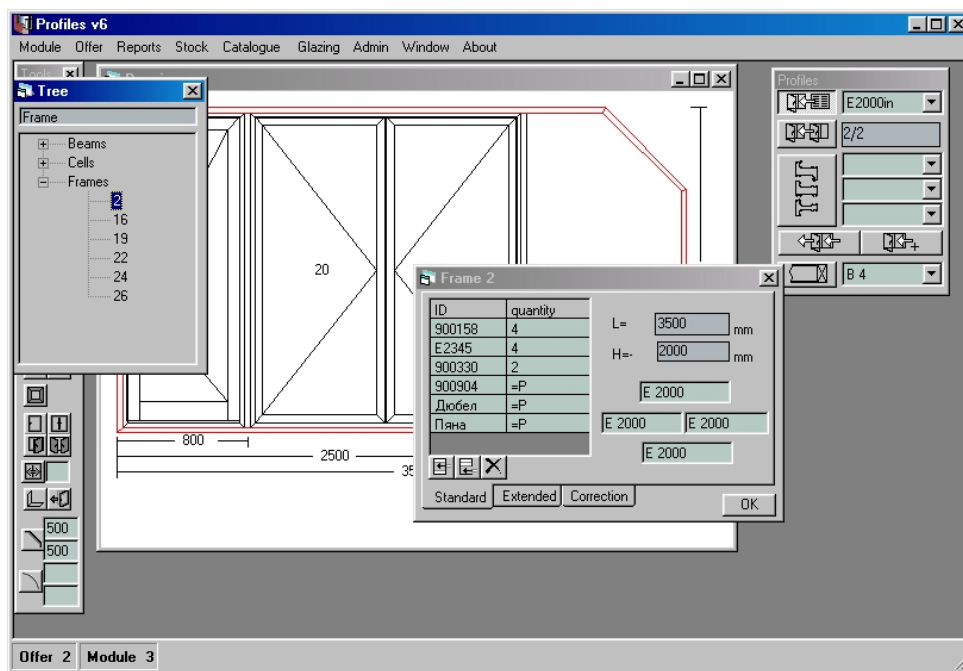 Profiles v6
Module Offer Reports Stock Catalogue Glazing Admin Window About
Tools
Tree
Frame
Beams
Cells
Frames
2
16
19
22
24
26
20
800
2500
500
500
Profiles
E2000in
2/2
B 4
Frame 2
ID quantity
900158 4
E2345 4
900330 2
900904 =P
Дюбел =P
Пяна =P
L= 3500 mm
H=- 2000 mm
E 2000
E 2000 E 2000
E 2000
Standard Extended Correction
OK
Offer 2 Module 3